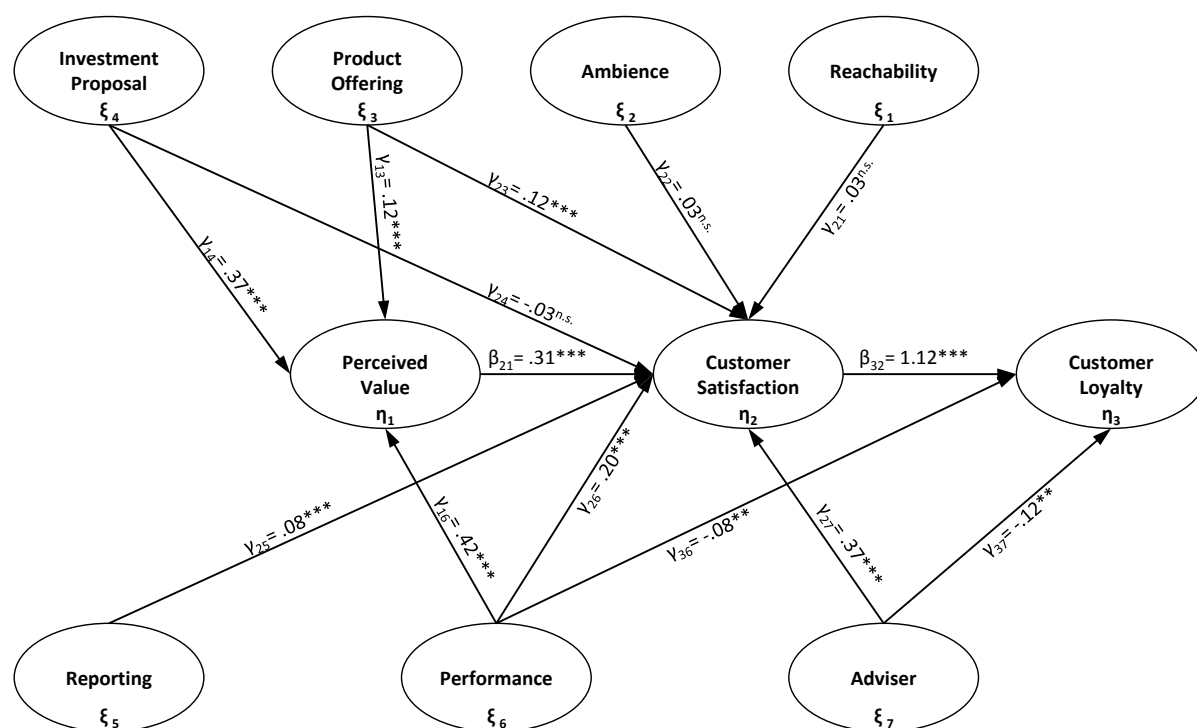 Investment
Proposal
ξ4
Product
Offering
ξ3
Ambience
ξ2
Reachability
ξ1
γ14= .37***
γ13= .12***
γ24= -.03n.s.
γ23= .12***
γ22= .03n.s.
γ21= .03n.s.
Perceived
Value
η1
β21= .31***
Customer
Satisfaction
η2
β32= 1.12***
Customer
Loyalty
η3
γ25= .08***
γ16= .42***
γ26= .20***
γ36= -.08**
γ27= .37***
γ37= -.12**
Reporting
ξ5
Performance
ξ6
Adviser
ξ7